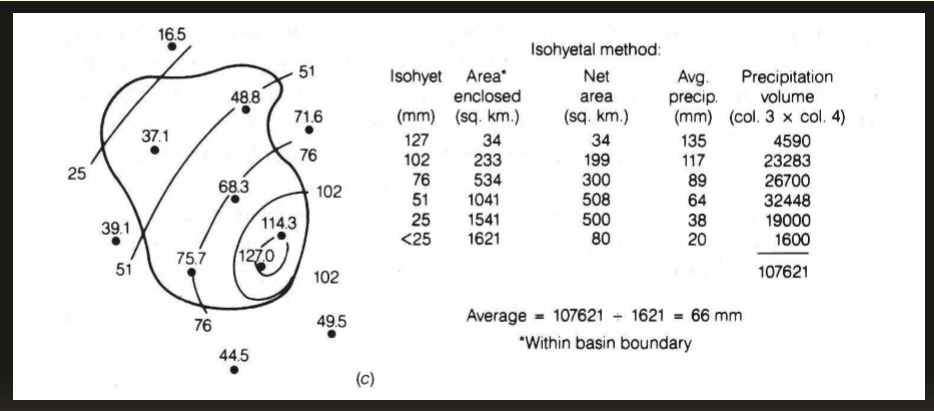 16.5
51
48.8
71.6
37.1
76
25
68.3
102
39.1
114.3
127.0
75.7
51
102
76
49.5
44.5
(c)
Isohyetal method:
Isohyet Area* Net Avg. Precipitation
enclosed area precip. volume
(mm) (sq. km.) (sq. km.) (mm) (col. 3 × col. 4)
127 34 34 135 4590
102 233 199 117 23283
76 534 300 89 26700
51 1041 508 64 32448
25 1541 500 38 19000
<25 1621 80 20 1600
107621
Average = 107621 ÷ 1621 = 66 mm
*Within basin boundary